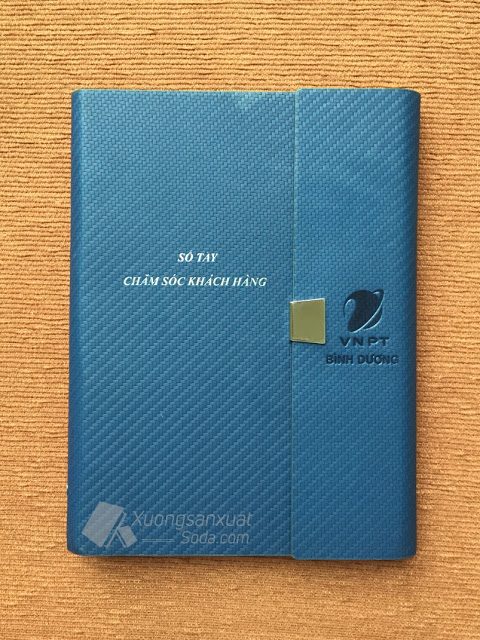 SỔ TAY
CHĂM SÓC KHÁCH HÀNG
VNPT
BÌNH DƯƠNG
Xuongsanxuat
Soda.com